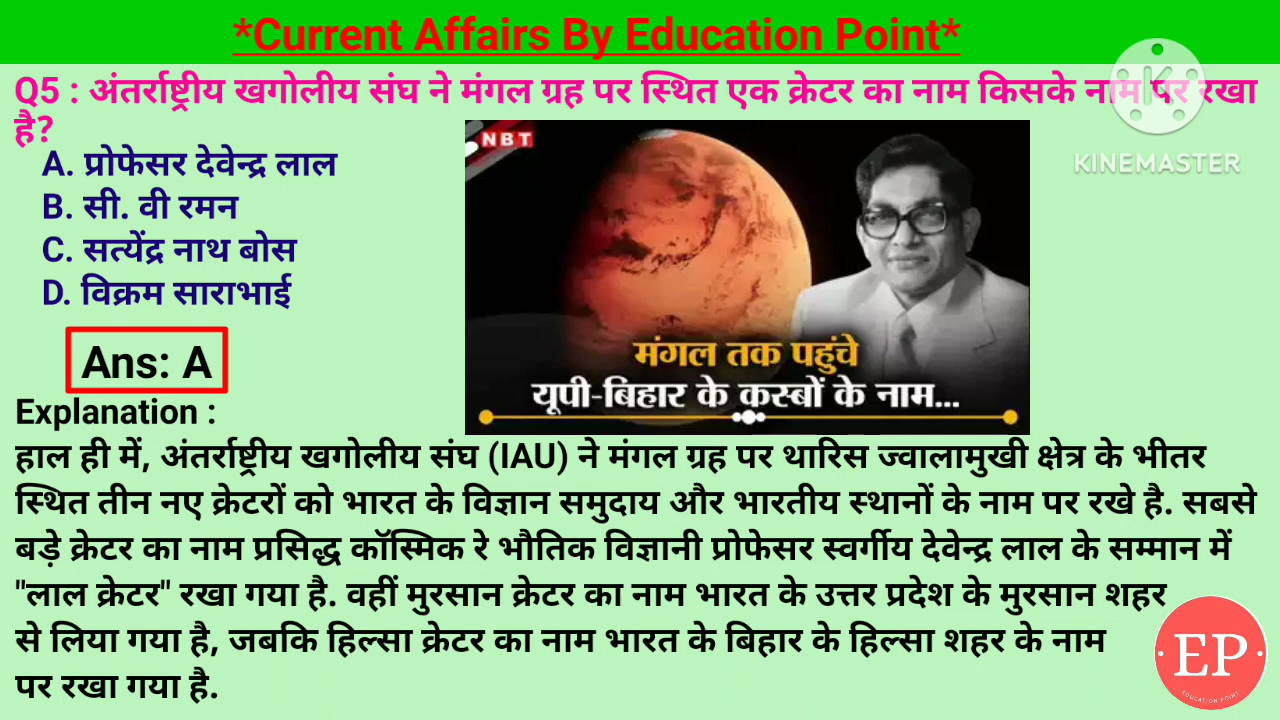 *Current Affairs By Education Point*
Q5 : अंतर्राष्ट्रीय खगोलीय संघ ने मंगल ग्रह पर स्थित एक क्रेटर का नाम किसके नाम पर रखा
है?
A. प्रोफेसर देवेन्द्र लाल
B. सी. वी रमन
C. सत्येंद्र नाथ बोस
D. विक्रम साराभाई
Ans: A
NBT
मंगल तक पहुंचे
यूपी-बिहार के क़स्बों के नाम...
K
KINEMASTER
Explanation :
हाल ही में, अंतर्राष्ट्रीय खगोलीय संघ (IAU) ने मंगल ग्रह पर थारिस ज्वालामुखी क्षेत्र के भीतर
स्थित तीन नए क्रेटरों को भारत के विज्ञान समुदाय और भारतीय स्थानों के नाम पर रखे है. सबसे
बड़े क्रेटर का नाम प्रसिद्ध कॉस्मिक रे भौतिक विज्ञानी प्रोफेसर स्वर्गीय देवेन्द्र लाल के सम्मान में
"लाल क्रेटर" रखा गया है. वहीं मुरसान क्रेटर का नाम भारत के उत्तर प्रदेश के मुरसान शहर
से लिया गया है, जबकि हिल्सा क्रेटर का नाम भारत के बिहार के हिल्सा शहर के नाम
पर रखा गया है.
EP
EDUCATION POINT